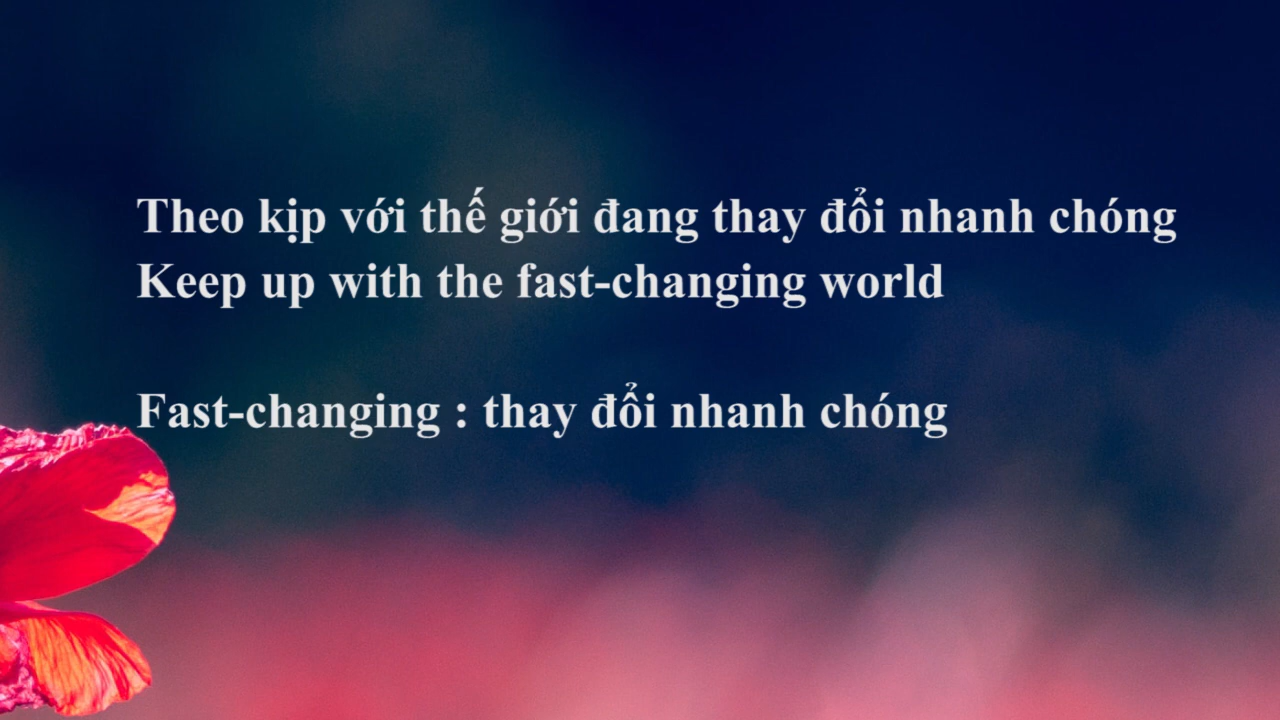 Theo kịp với thế giới đang thay đổi nhanh chóng
Keep up with the fast-changing world
Fast-changing : thay đổi nhanh chóng